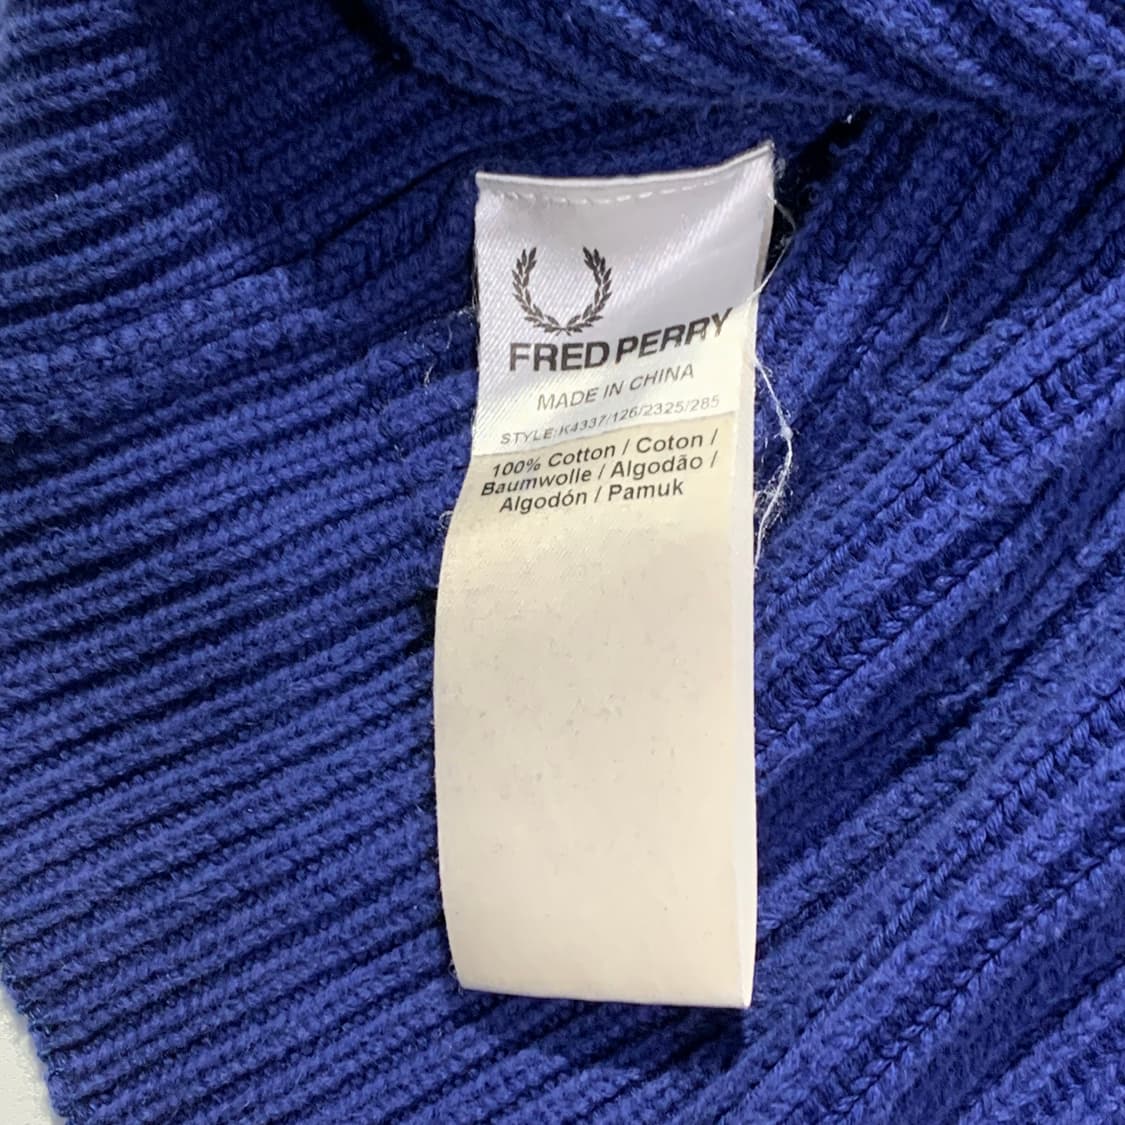 FRED PERRY
MADE IN CHINA
STYLE:K4337/126/2325/285
100% Cotton / Coton /
Baumwolle / Algodão /
Algodón / Pamuk